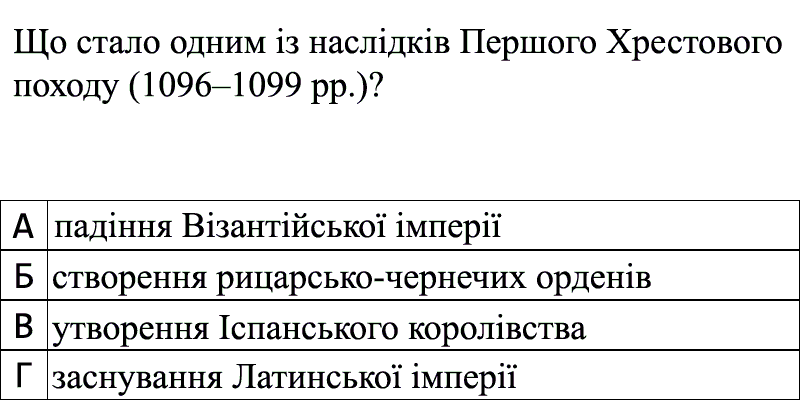 Що стало одним із наслідків Першого Хрестового
походу (1096–1099 рр.)?
А падіння Візантійської імперії
Б створення рицарсько-чернечих орденів
В утворення Іспанського королівства
Г заснування Латинської імперії